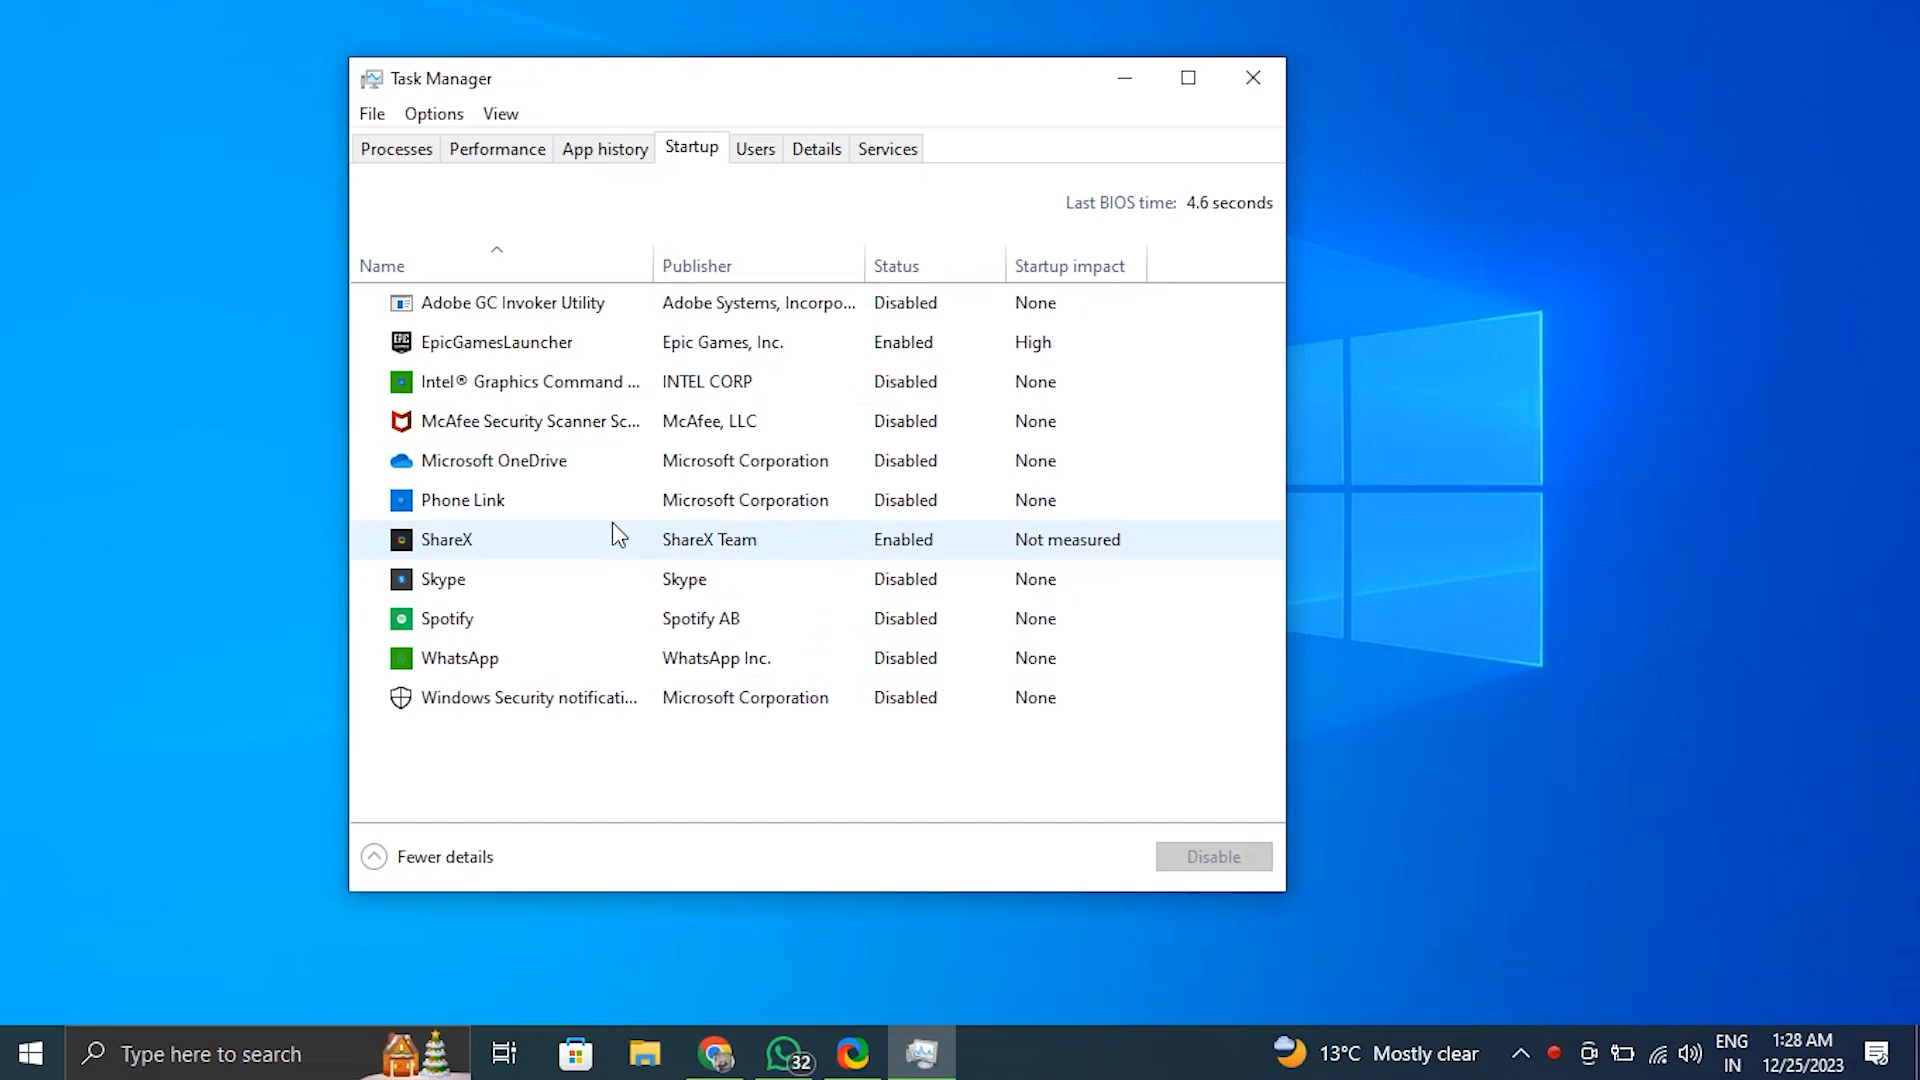 Task Manager
File Options View
Processes Performance App history Startup Users Details Services
Last BIOS time: 4.6 seconds
Name Publisher Status Startup impact
Adobe GC Invoker Utility Adobe Systems, Incorpo... Disabled None
EPIC EpicGamesLauncher Epic Games, Inc. Enabled High
Intel® Graphics Command ... INTEL CORP Disabled None
McAfee Security Scanner Sc... McAfee, LLC Disabled None
Microsoft OneDrive Microsoft Corporation Disabled None
Phone Link Microsoft Corporation Disabled None
ShareX ShareX Team Enabled Not measured
Skype Skype Disabled None
Spotify Spotify AB Disabled None
WhatsApp WhatsApp Inc. Disabled None
Windows Security notificati... Microsoft Corporation Disabled None
Fewer details Disable
Type here to search 32 13°C Mostly clear ENG 1:28 AM
IN 12/25/2023